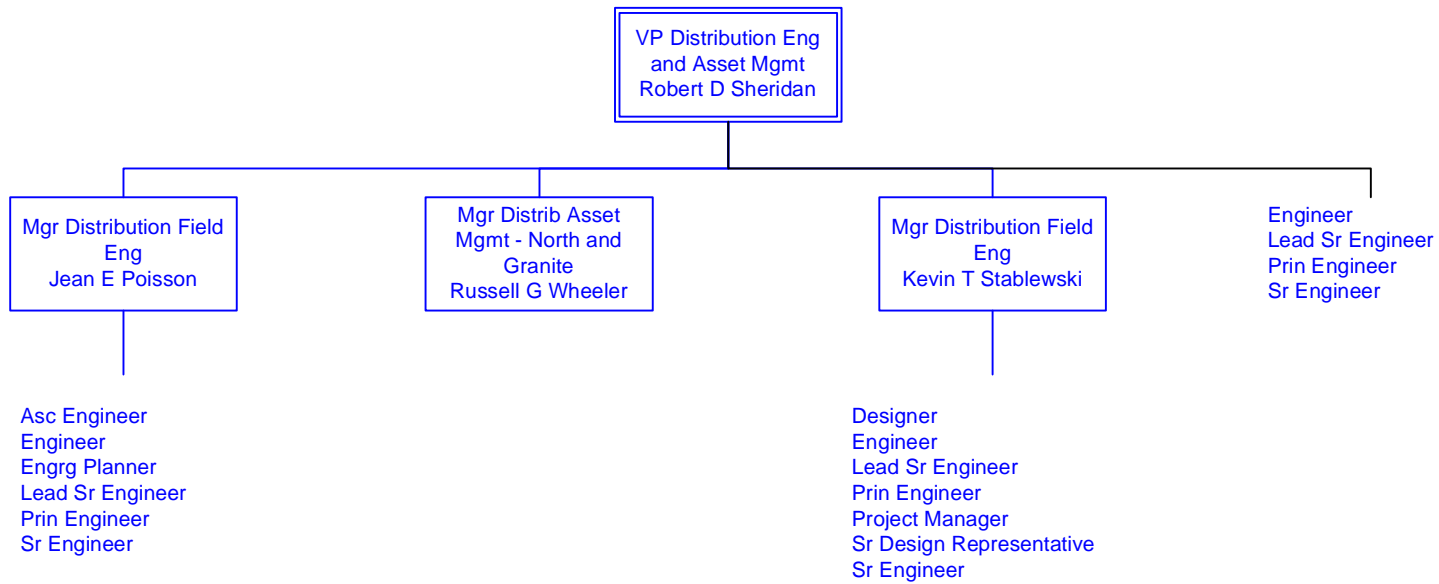 VP Distribution Eng
and Asset Mgmt
Robert D Sheridan
Mgr Distribution Field
Eng
Jean E Poisson
Mgr Distrib Asset
Mgmt - North and
Granite
Russell G Wheeler
Mgr Distribution Field
Eng
Kevin T Stablewski
Engineer
Lead Sr Engineer
Prin Engineer
Sr Engineer
Asc Engineer
Engineer
Engrg Planner
Lead Sr Engineer
Prin Engineer
Sr Engineer
Designer
Engineer
Lead Sr Engineer
Prin Engineer
Project Manager
Sr Design Representative
Sr Engineer